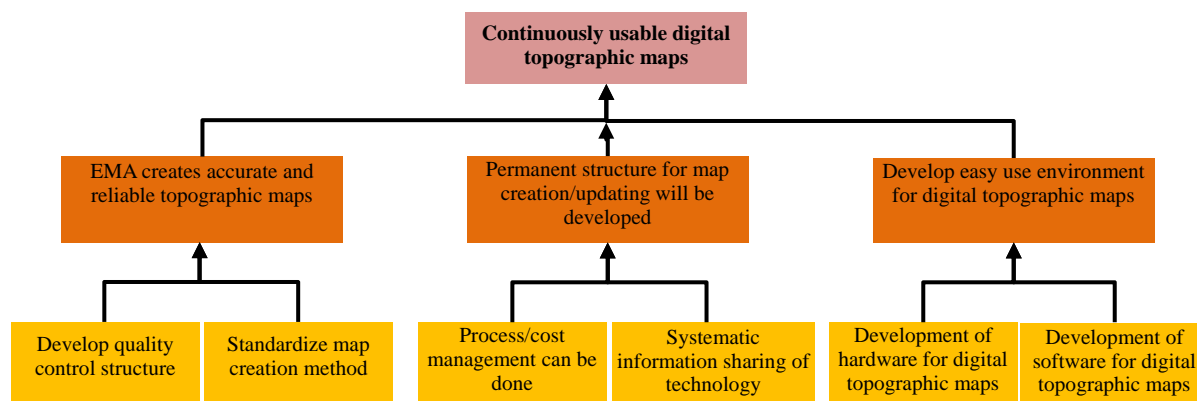 Continuously usable digital
topographic maps
EMA creates accurate and
reliable topographic maps
Permanent structure for map
creation/updating will be
developed
Develop easy use environment
for digital topographic maps
Develop quality
control structure
Standardize map
creation method
Process/cost
management can be
done
Systematic
information sharing of
technology
Development of
hardware for digital
topographic maps
Development of
software for digital
topographic maps